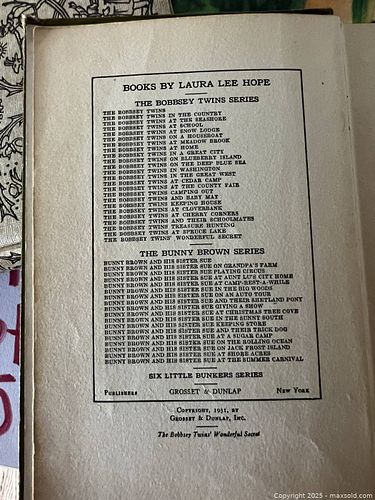 BOOKS BY LAURA LEE HOPE
THE BOBBSEY TWINS SERIES
THE BOBBSEY TWINS
THE BOBBSEY TWINS IN THE COUNTRY
THE BOBBSEY TWINS AT THE SEASHORE
THE BOBBSEY TWINS AT SCHOOL
THE BOBBSEY TWINS AT SNOW LODGE
THE BOBBSEY TWINS ON A HOUSEBOAT
THE BOBBSEY TWINS AT MEADOW BROOK
THE BOBBSEY TWINS AT HOME
THE BOBBSEY TWINS IN A GREAT CITY
THE BOBBSEY TWINS ON BLUEBERRY ISLAND
THE BOBBSEY TWINS ON THE DEEP BLUE SEA
THE BOBBSEY TWINS IN WASHINGTON
THE BOBBSEY TWINS IN THE GREAT WEST
THE BOBBSEY TWINS AT CEDAR CAMP
THE BOBBSEY TWINS AT THE COUNTY FAIR
THE BOBBSEY TWINS CAMPING OUT
THE BOBBSEY TWINS AND BABY MAY
THE BOBBSEY TWINS KEEPING HOUSE
THE BOBBSEY TWINS AT CLOVERBANK
THE BOBBSEY TWINS AT CHERRY CORNERS
THE BOBBSEY TWINS AND THEIR SCHOOLMATES
THE BOBBSEY TWINS TREASURE HUNTING
THE BOBBSEY TWINS AT SPRUCE LAKE
THE BOBBSEY TWINS' WONDERFUL SECRET
THE BUNNY BROWN SERIES
BUNNY BROWN AND HIS SISTER SUE
BUNNY BROWN AND HIS SISTER SUE ON GRANDPA'S FARM
BUNNY BROWN AND HIS SISTER SUE PLAYING CIRCUS
BUNNY BROWN AND HIS SISTER SUE AT AUNT LU'S CITY HOME
BUNNY BROWN AND HIS SISTER SUE AT CAMP-REST-A-WHILE
BUNNY BROWN AND HIS SISTER SUE IN THE BIG WOODS
BUNNY BROWN AND HIS SISTER SUE ON AN AUTO TOUR
BUNNY BROWN AND HIS SISTER SUE AND THEIR SHETLAND PONY
BUNNY BROWN AND HIS SISTER SUE GIVING A SHOW
BUNNY BROWN AND HIS SISTER SUE AT CHRISTMAS TREE COVE
BUNNY BROWN AND HIS SISTER SUE IN THE SUNNY SOUTH
BUNNY BROWN AND HIS SISTER SUE KEEPING STORE
BUNNY BROWN AND HIS SISTER SUE AND THEIR TRICK DOG
BUNNY BROWN AND HIS SISTER SUE AT A SUGAR CAMP
BUNNY BROWN AND HIS SISTER SUE ON THE ROLLING OCEAN
BUNNY BROWN AND HIS SISTER SUE ON JACK FROST ISLAND
BUNNY BROWN AND HIS SISTER SUE AT SHORE ACRES
BUNNY BROWN AND HIS SISTER SUE AT THE SUMMER CARNIVAL
SIX LITTLE BUNKERS SERIES
PUBLISHERS GROSSET & DUNLAP NEW YORK
COPYRIGHT, 1931, BY
GROSSET & DUNLAP, INC.
The Bobbsey Twins' Wonderful Secret
Copyright © 2025 - maxsold.com